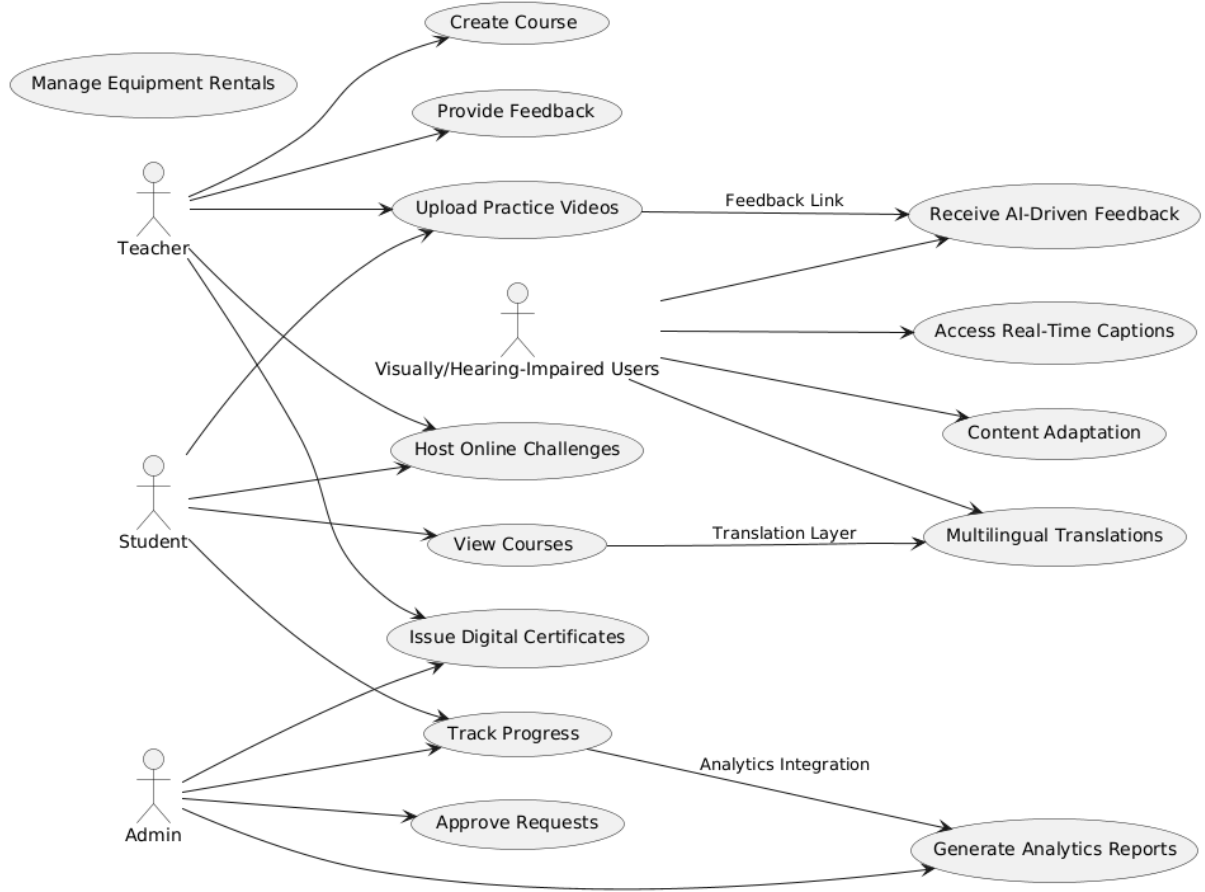 Create Course
Manage Equipment Rentals
Provide Feedback
Teacher
Upload Practice Videos
Feedback Link
Receive AI-Driven Feedback
Visually/Hearing-Impaired Users
Access Real-Time Captions
Content Adaptation
Host Online Challenges
Student
View Courses
Translation Layer
Multilingual Translations
Issue Digital Certificates
Track Progress
Analytics Integration
Admin
Approve Requests
Generate Analytics Reports